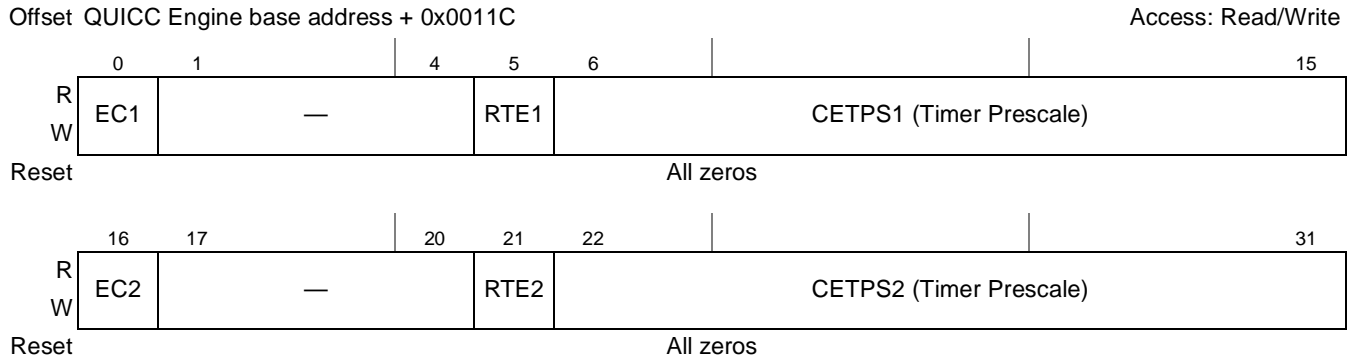 Offset QUICC Engine base address + 0x0011C Access: Read/Write
0 1 4 5 6 15
R
W
EC1 — RTE1 CETPS1 (Timer Prescale)
Reset All zeros
16 17 20 21 22 31
R
W
EC2 — RTE2 CETPS2 (Timer Prescale)
Reset All zeros